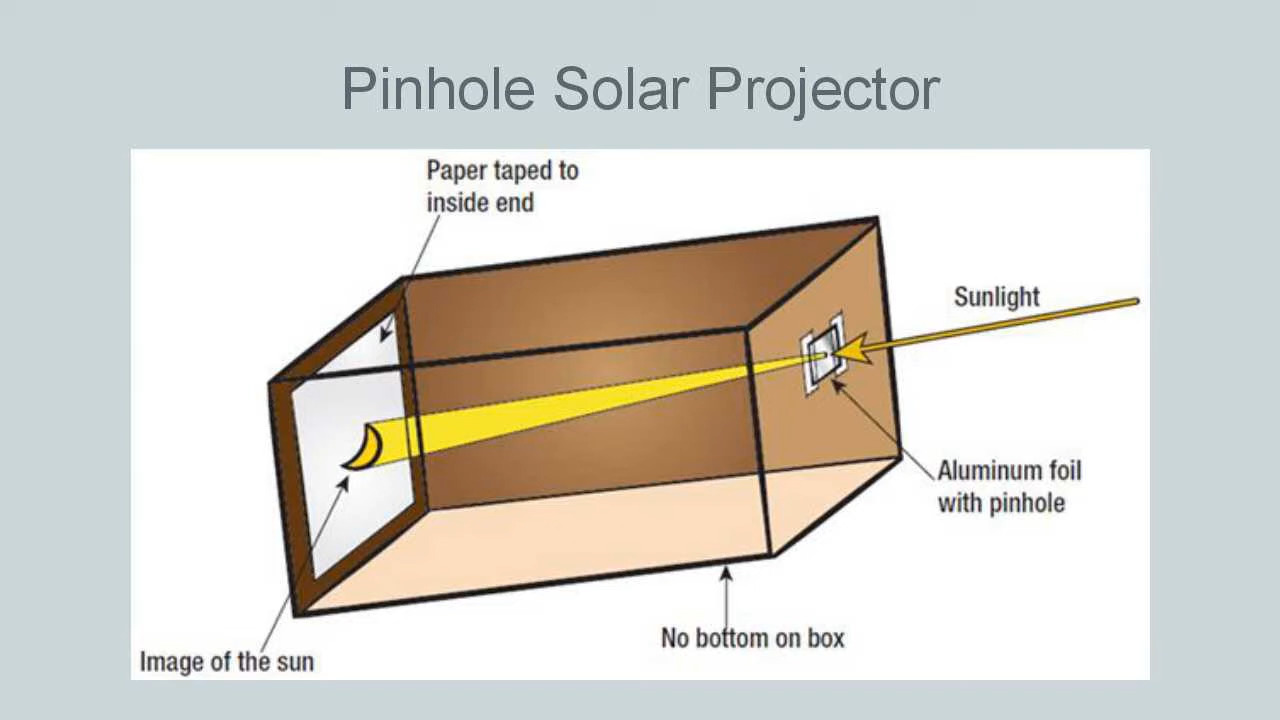 Pinhole Solar Projector
Paper taped to
inside end
Sunlight
Aluminum foil
with pinhole
No bottom on box
Image of the sun